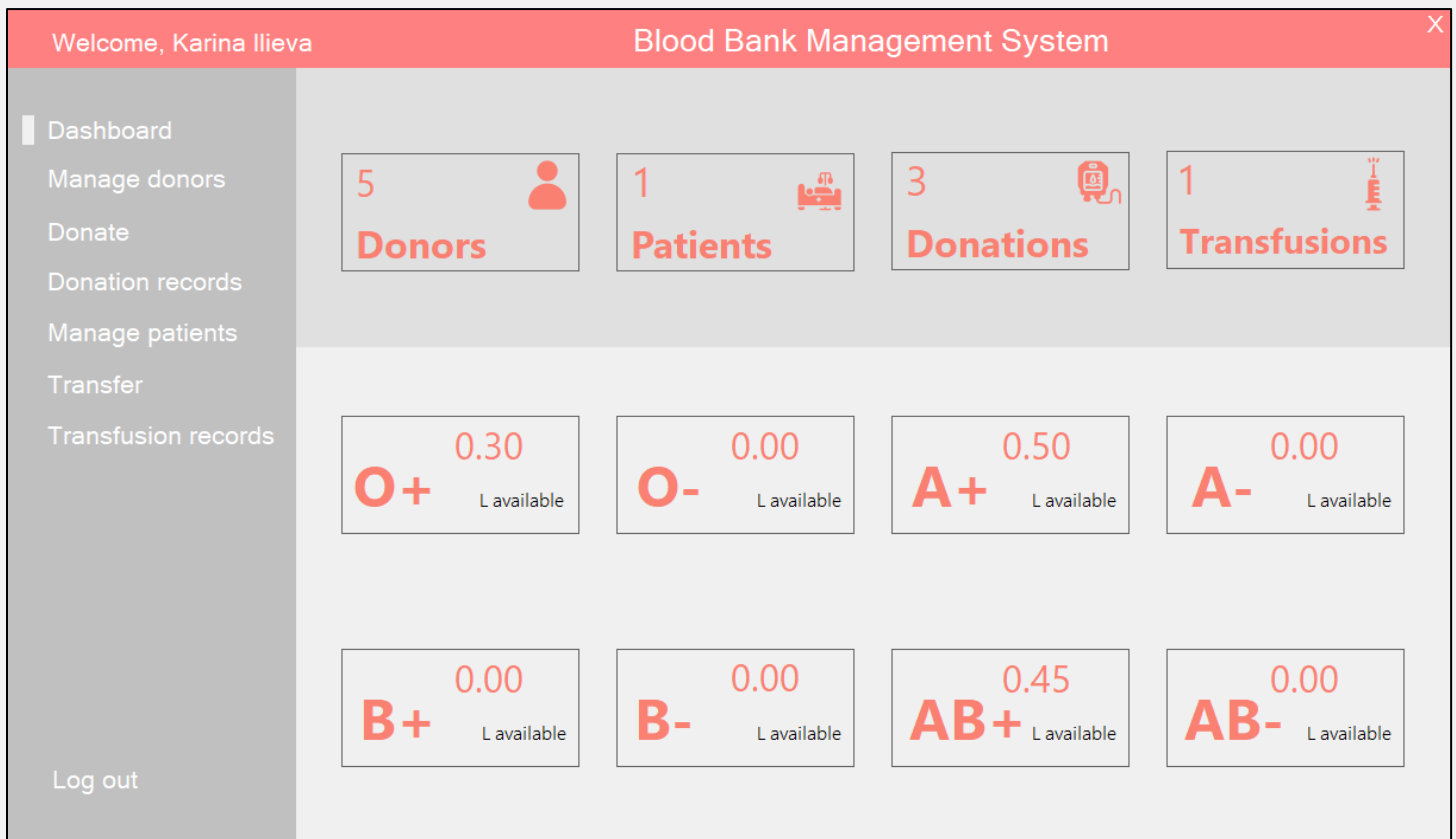 Welcome, Karina Ilieva
Blood Bank Management System
X
Dashboard
Manage donors
Donate
Donation records
Manage patients
Transfer
Transfusion records
Log out
5
Donors
1
Patients
3
Donations
1
Transfusions
0.30
O+ L available
0.00
O- L available
0.50
A+ L available
0.00
A- L available
0.00
B+ L available
0.00
B- L available
0.45
AB+ L available
0.00
AB- L available